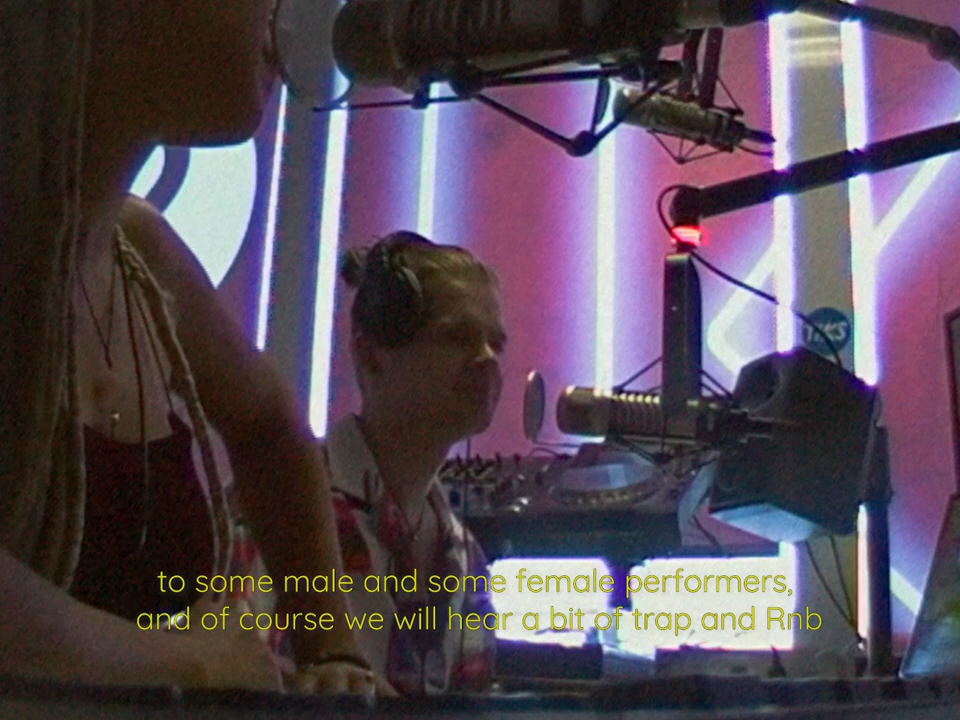 to some male and some female performers,
and of course we will hear a bit of trap and Rnb